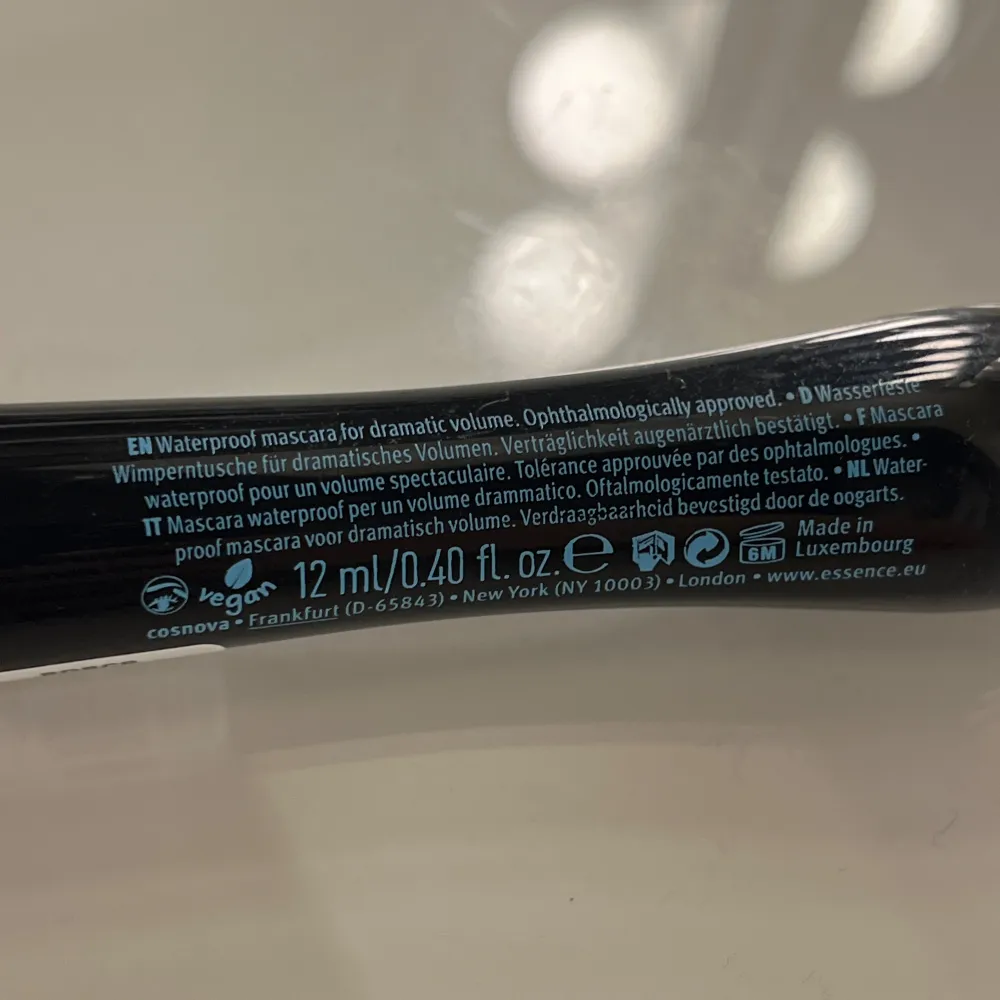 EN Waterproof mascara for dramatic volume. Ophthalmologically approved. • D Wasserfeste
Wimperntusche für dramatisches Volumen. Verträglichkeit augenärztlich bestätigt. • F Mascara
waterproof pour un volume spectaculaire. Tolérance approuvée par des ophtalmologues. •
IT Mascara waterproof per un volume drammatico. Oftalmologicamente testato. • NL Water-
proof mascara voor dramatisch volume. Verdraagbaarheid bevestigd door de oogarts.
vegan 12 ml/0.40 fl. oz. e 6M Made in
Luxembourg
cosnova • Frankfurt (D-65843) • New York (NY 10003) • London • www.essence.eu